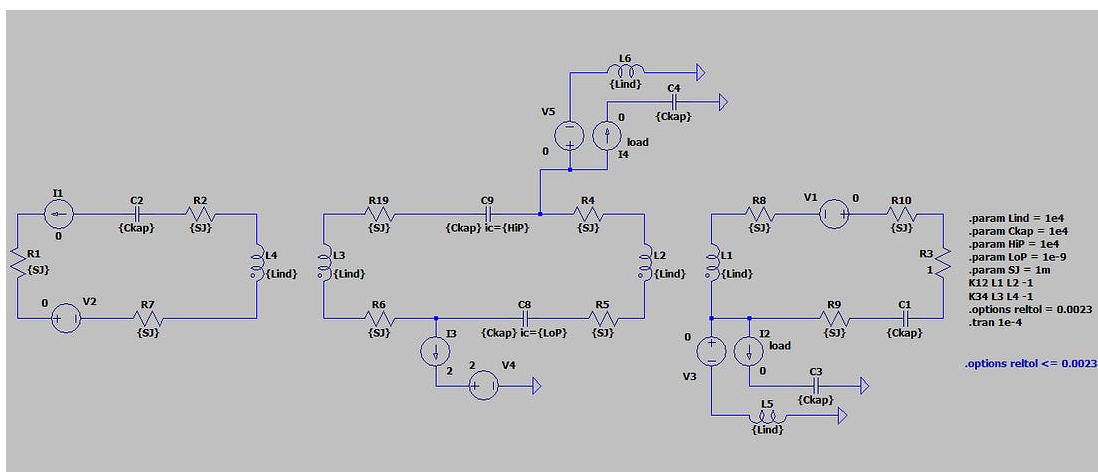 L6
{Lind}
C4
{Ckap}
V5
0
0
load
I4
I1
0
C2
{Ckap}
R2
{SJ}
R1
{SJ}
L4
{Lind}
0
V2
R7
{SJ}
R19
{SJ}
C9
{Ckap} ic={HiP}
R4
{SJ}
L3
{Lind}
L2
{Lind}
R6
{SJ}
C8
{Ckap} ic={LoP}
R5
{SJ}
I3
2
2
V4
R8
{SJ}
V1
0
R10
{SJ}
L1
{Lind}
R3
1
R9
{SJ}
C1
{Ckap}
0
V3
I2
load
0
C3
{Ckap}
L5
{Lind}
.param Lind = 1e4
.param Ckap = 1e4
.param HiP = 1e4
.param LoP = 1e-9
.param SJ = 1m
K12 L1 L2 -1
K34 L3 L4 -1
.options reltol = 0.0023
.tran 1e-4
.options reltol <= 0.0023